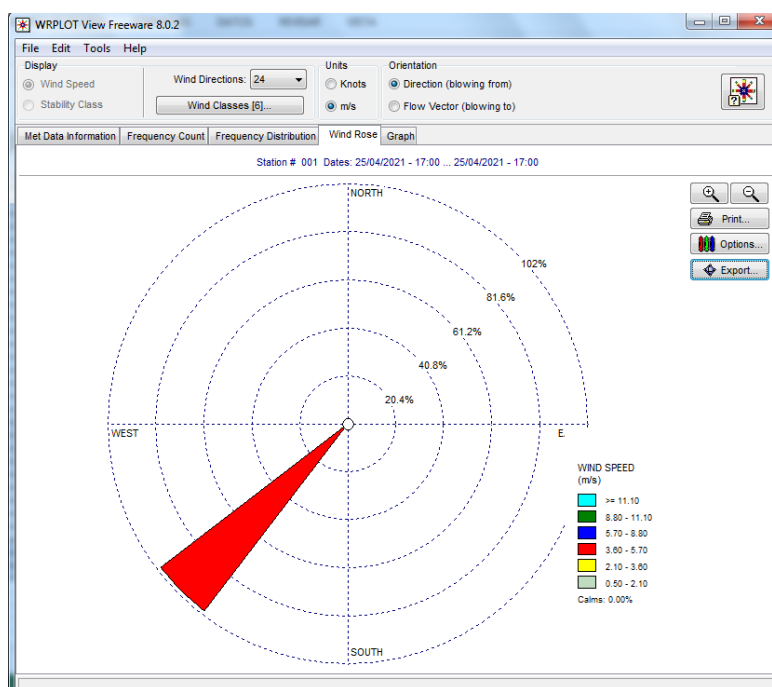 WRPLOT View Freeware 8.0.2
File Edit Tools Help
Display
Wind Speed
Stability Class
Wind Directions: 24
Wind Classes [6]...
Units
Knots
m/s
Orientation
Direction (blowing from)
Flow Vector (blowing to)
Met Data Information Frequency Count Frequency Distribution Wind Rose Graph
Station # 001 Dates: 25/04/2021 - 17:00 ... 25/04/2021 - 17:00
Print...
Options...
Export...
NORTH
102%
81.6%
61.2%
40.8%
20.4%
WEST
E.
SOUTH
WIND SPEED
(m/s)
>= 11.10
8.80 - 11.10
5.70 - 8.80
3.60 - 5.70
2.10 - 3.60
0.50 - 2.10
Calms: 0.00%